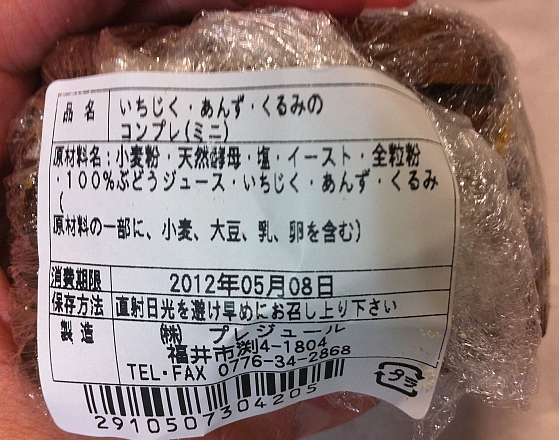 品名 いちじく・あんず・くるみの
コンプレ(ミニ)
原材料名:小麦粉・天然酵母・塩・イースト・全粒粉
・100%ぶどうジュース・いちじく・あんず・くるみ
(
原材料の一部に、小麦、大豆、乳、卵を含む)
消費期限 2012年05月08日
保存方法 直射日光を避け早めにお召し上り下さい
製造 ㈱ プレジュール
福井市渕4-1804
TEL・FAX 0776-34-2868
プラ
2910507304205